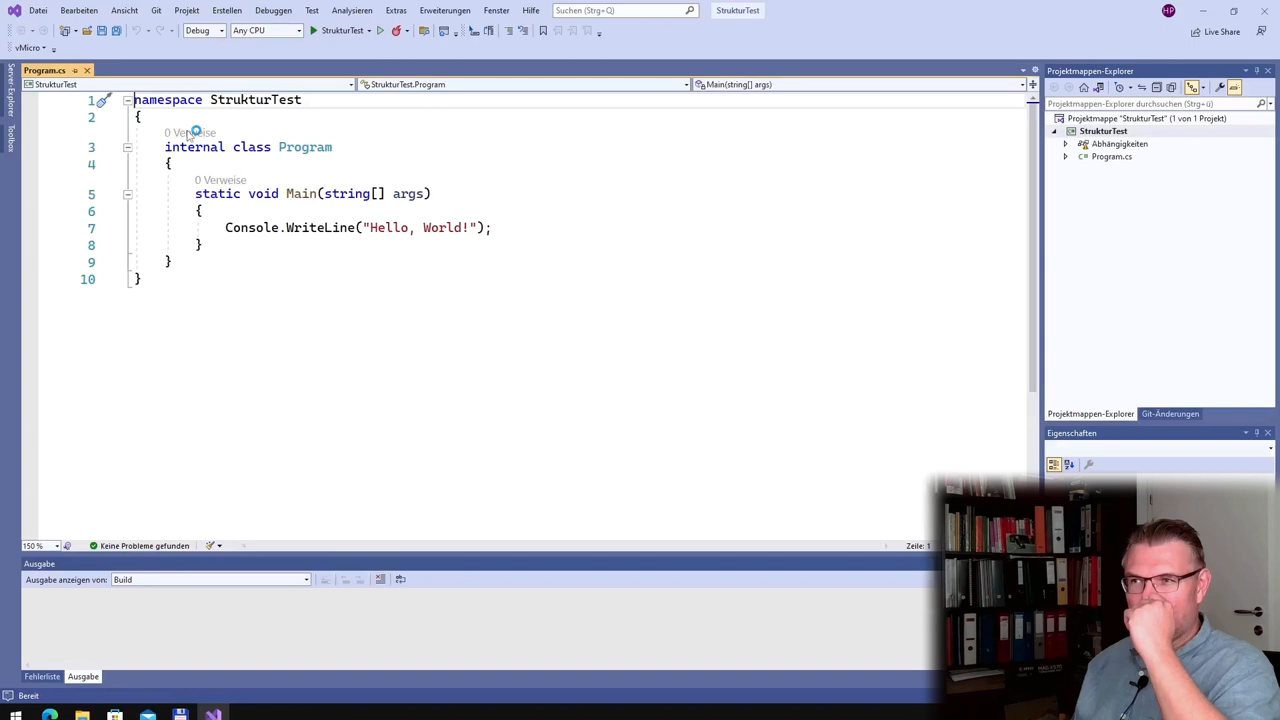 Datei Bearbeiten Ansicht Git Projekt Erstellen Debuggen Test Analysieren Extras Erweiterungen Fenster Hilfe Suchen (Strg+Q) StrukturTest HP
Debug Any CPU StrukturTest Live Share
vMicro
Server-Explorer
Toolbox
Program.cs
StrukturTest StrukturTest.Program Main(string[] args)
1 namespace StrukturTest
2 {
0 Verweise
3 internal class Program
4 {
0 Verweise
5 static void Main(string[] args)
6 {
7 Console.WriteLine("Hello, World!");
8 }
9 }
10 }
150 % Keine Probleme gefunden Zeile: 1
Ausgabe
Ausgabe anzeigen von: Build
Fehlerliste Ausgabe
Bereit
Projektmappen-Explorer
Projektmappen-Explorer durchsuchen (Strg+ü)
Projektmappe "StrukturTest" (1 von 1 Projekt)
StrukturTest
Abhängigkeiten
Program.cs
Projektmappen-Explorer Git-Änderungen
Eigenschaften